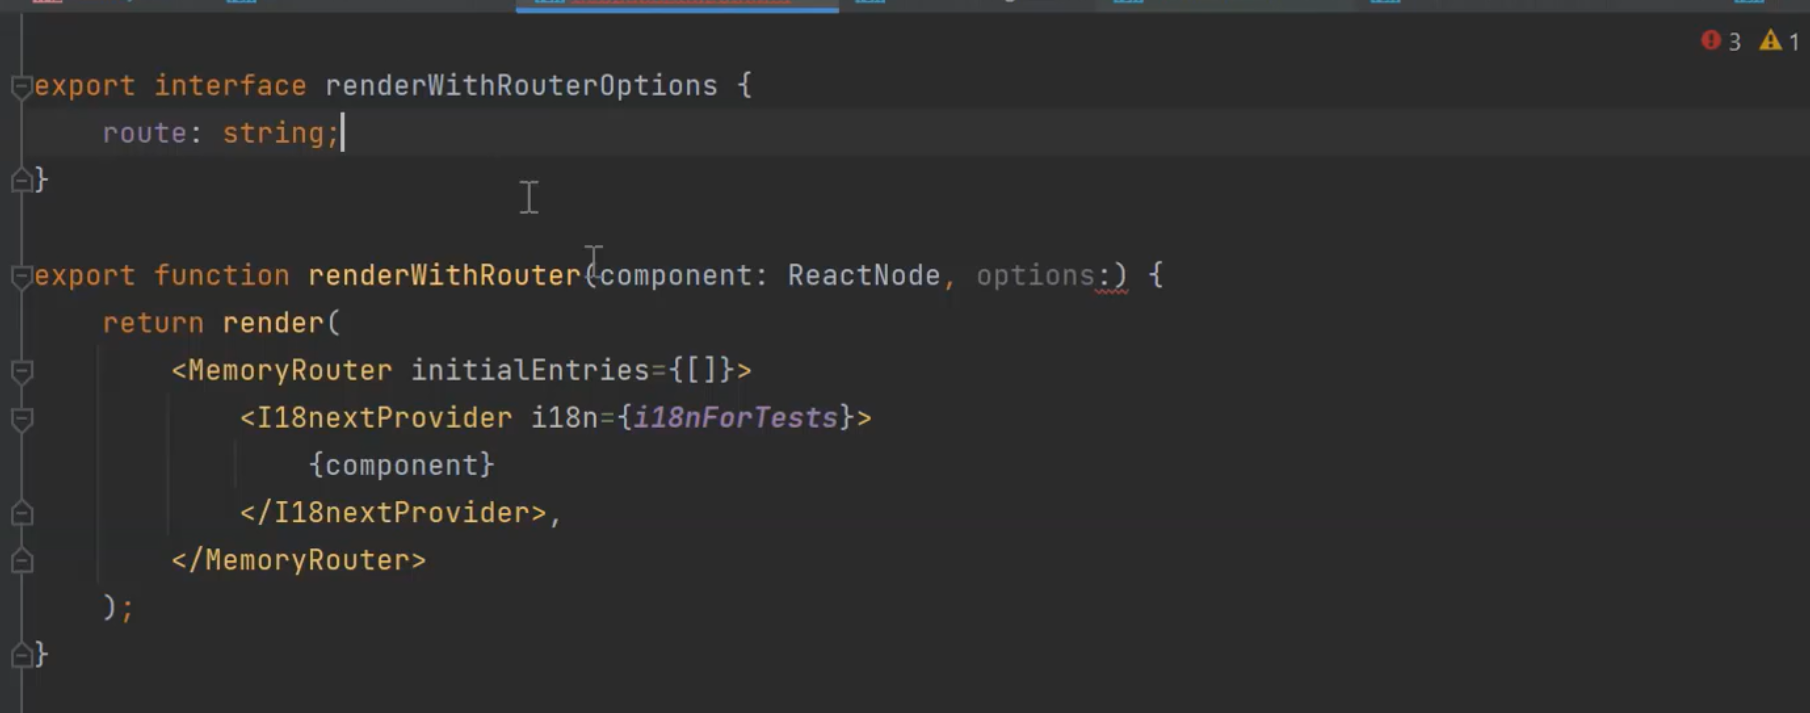 3 1
export interface renderWithRouterOptions {
    route: string;
}
export function renderWithRouter(component: ReactNode, options:) {
    return render(
        <MemoryRouter initialEntries={[]}>
            <I18nextProvider i18n={i18nForTests}>
                {component}
            </I18nextProvider>,
        </MemoryRouter>
    );
}